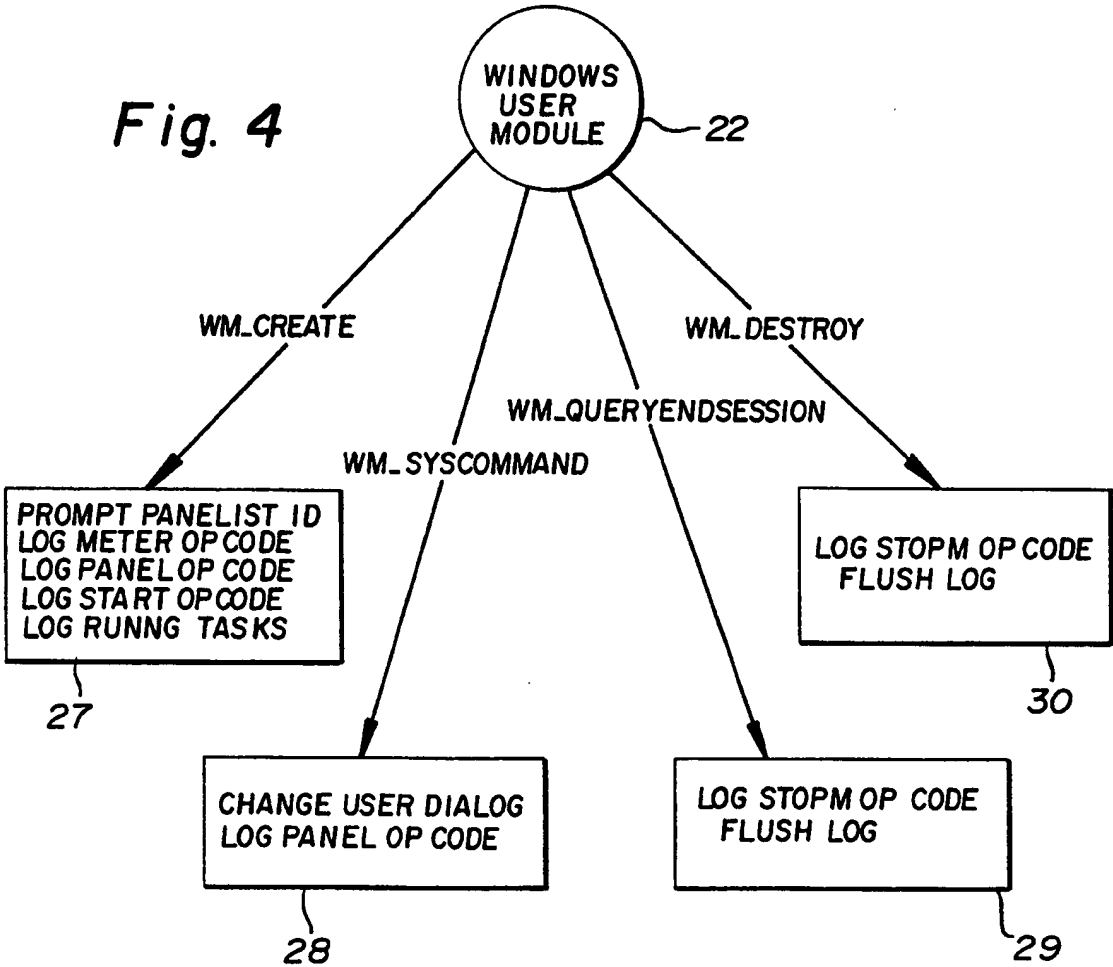 Fig. 4
WINDOWS
USER
MODULE
22
WM_CREATE
WM_DESTROY
WM_QUERYENDSESSION
WM_SYSCOMMAND
PROMPT PANELIST ID
LOG METER OP CODE
LOG PANEL OP CODE
LOG START OP CODE
LOG RUNNG TASKS
27
LOG STOPM OP CODE
FLUSH LOG
30
CHANGE USER DIALOG
LOG PANEL OP CODE
28
LOG STOPM OP CODE
FLUSH LOG
29